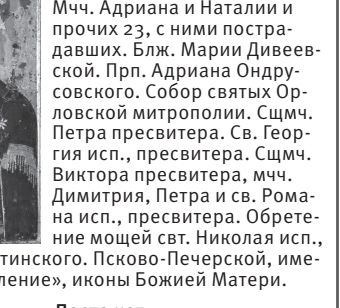 Мчч. Адриана и Наталии и
прочих 23, с ними постра-
давших. Блж. Марии Дивеев-
ской. Прп. Адриана Ондру-
совского. Собор святых Ор-
ловской митрополии. Сщмч.
Петра пресвитера. Св. Геор-
гия исп., пресвитера. Сщмч.
Виктора пресвитера, мчч.
Димитрия, Петра и св. Рома-
на исп., пресвитера. Обрете-
ние мощей свт. Николая исп.,
тинского. Псково-Печерской, име-
ление», иконы Божией Матери.